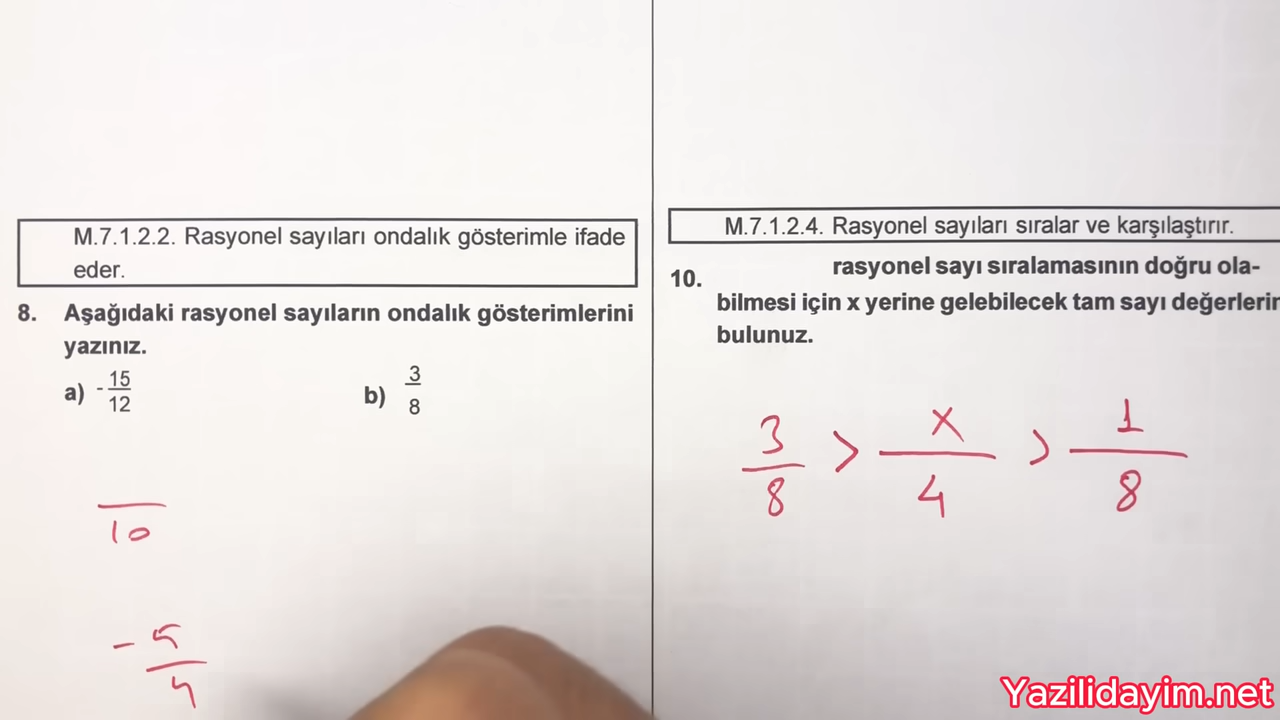 M.7.1.2.2. Rasyonel sayıları ondalık gösterimle ifade
eder.
8. Aşağıdaki rasyonel sayıların ondalık gösterimlerini
yazınız.
a) -15/12 b) 3/8
10
-5/4
M.7.1.2.4. Rasyonel sayıları sıralar ve karşılaştırır.
10. rasyonel sayı sıralamasının doğru ola-
bilmesi için x yerine gelebilecek tam sayı değerlerin
bulunuz.
3/8 > x/4 > 1/8
Yazilidayim.net